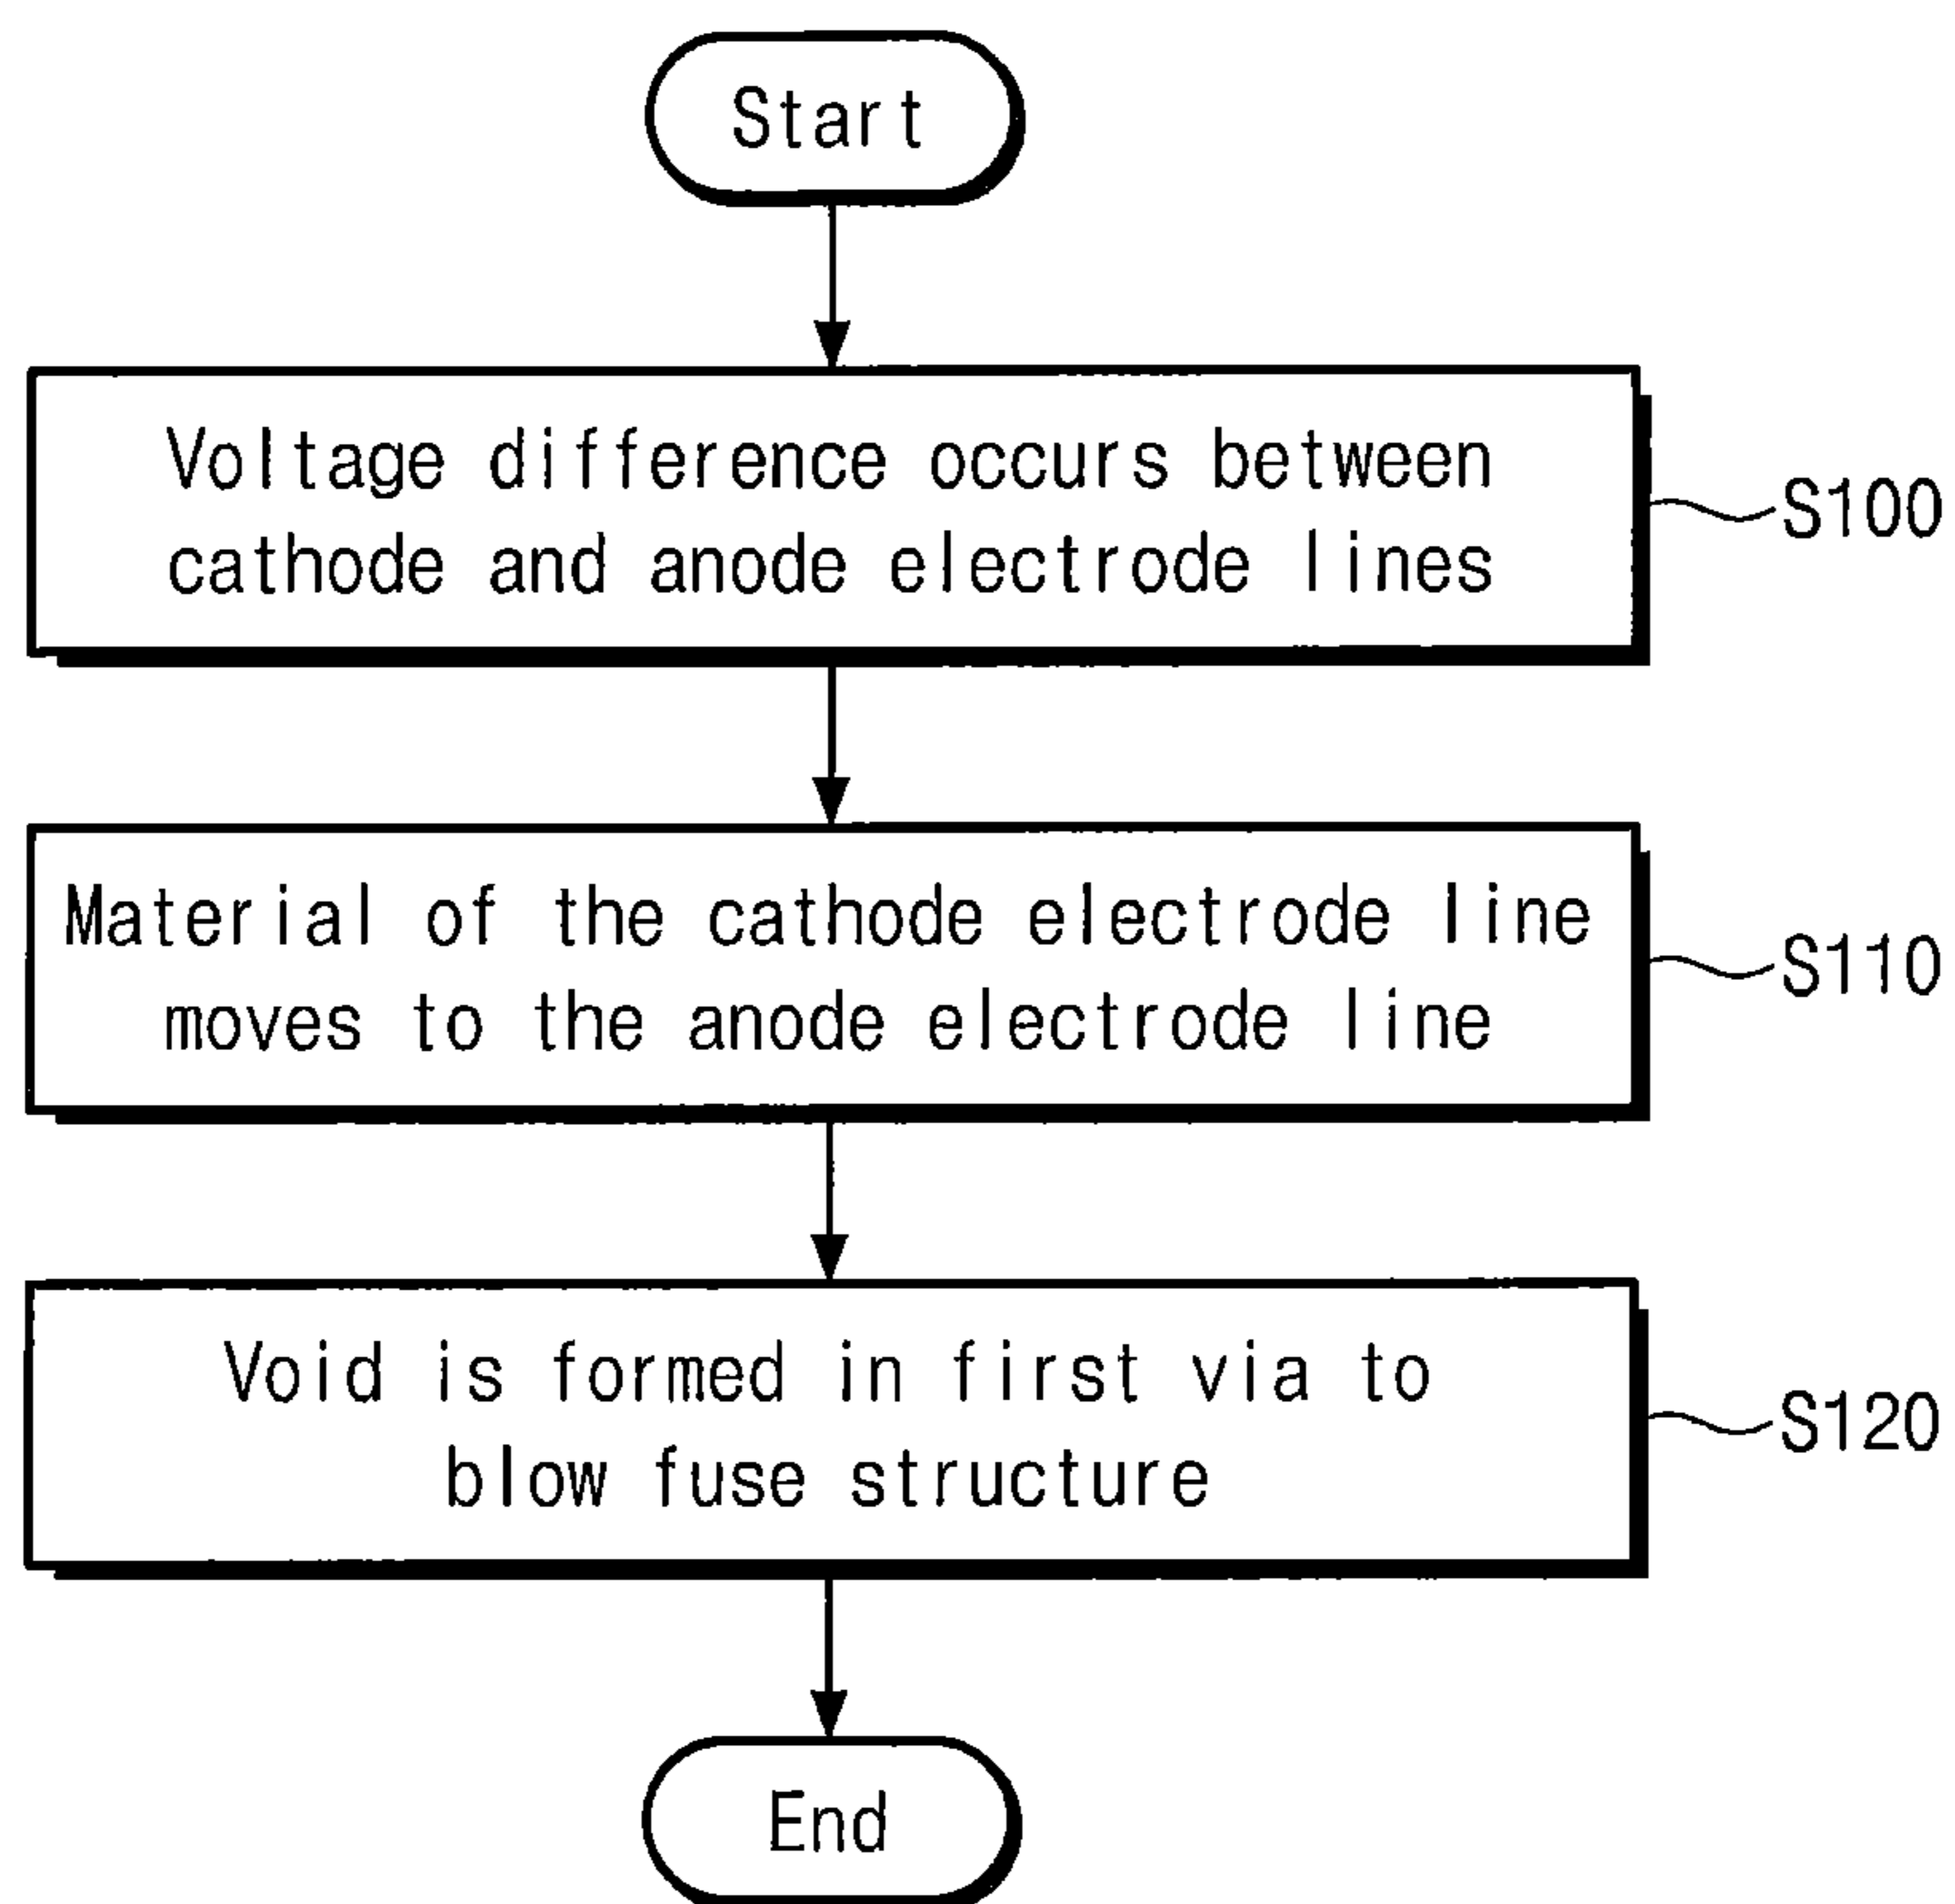 Start
Voltage difference occurs between
cathode and anode electrode lines
S100
Material of the cathode electrode line
moves to the anode electrode line
S110
Void is formed in first via to
blow fuse structure
S120
End